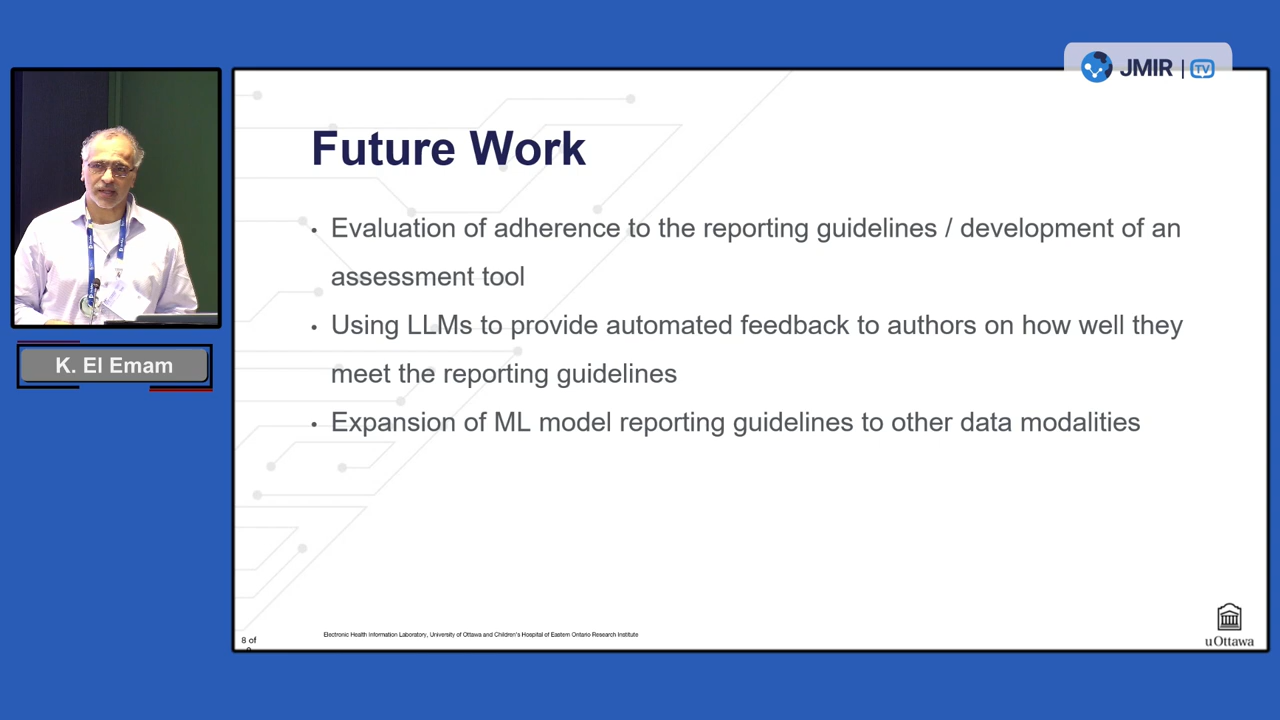 JMIR | TV
Future Work
• Evaluation of adherence to the reporting guidelines / development of an
assessment tool
• Using LLMs to provide automated feedback to authors on how well they
meet the reporting guidelines
• Expansion of ML model reporting guidelines to other data modalities
K. El Emam
8 of
Electronic Health Information Laboratory, University of Ottawa and Children's Hospital of Eastern Ontario Research Institute
uOttawa